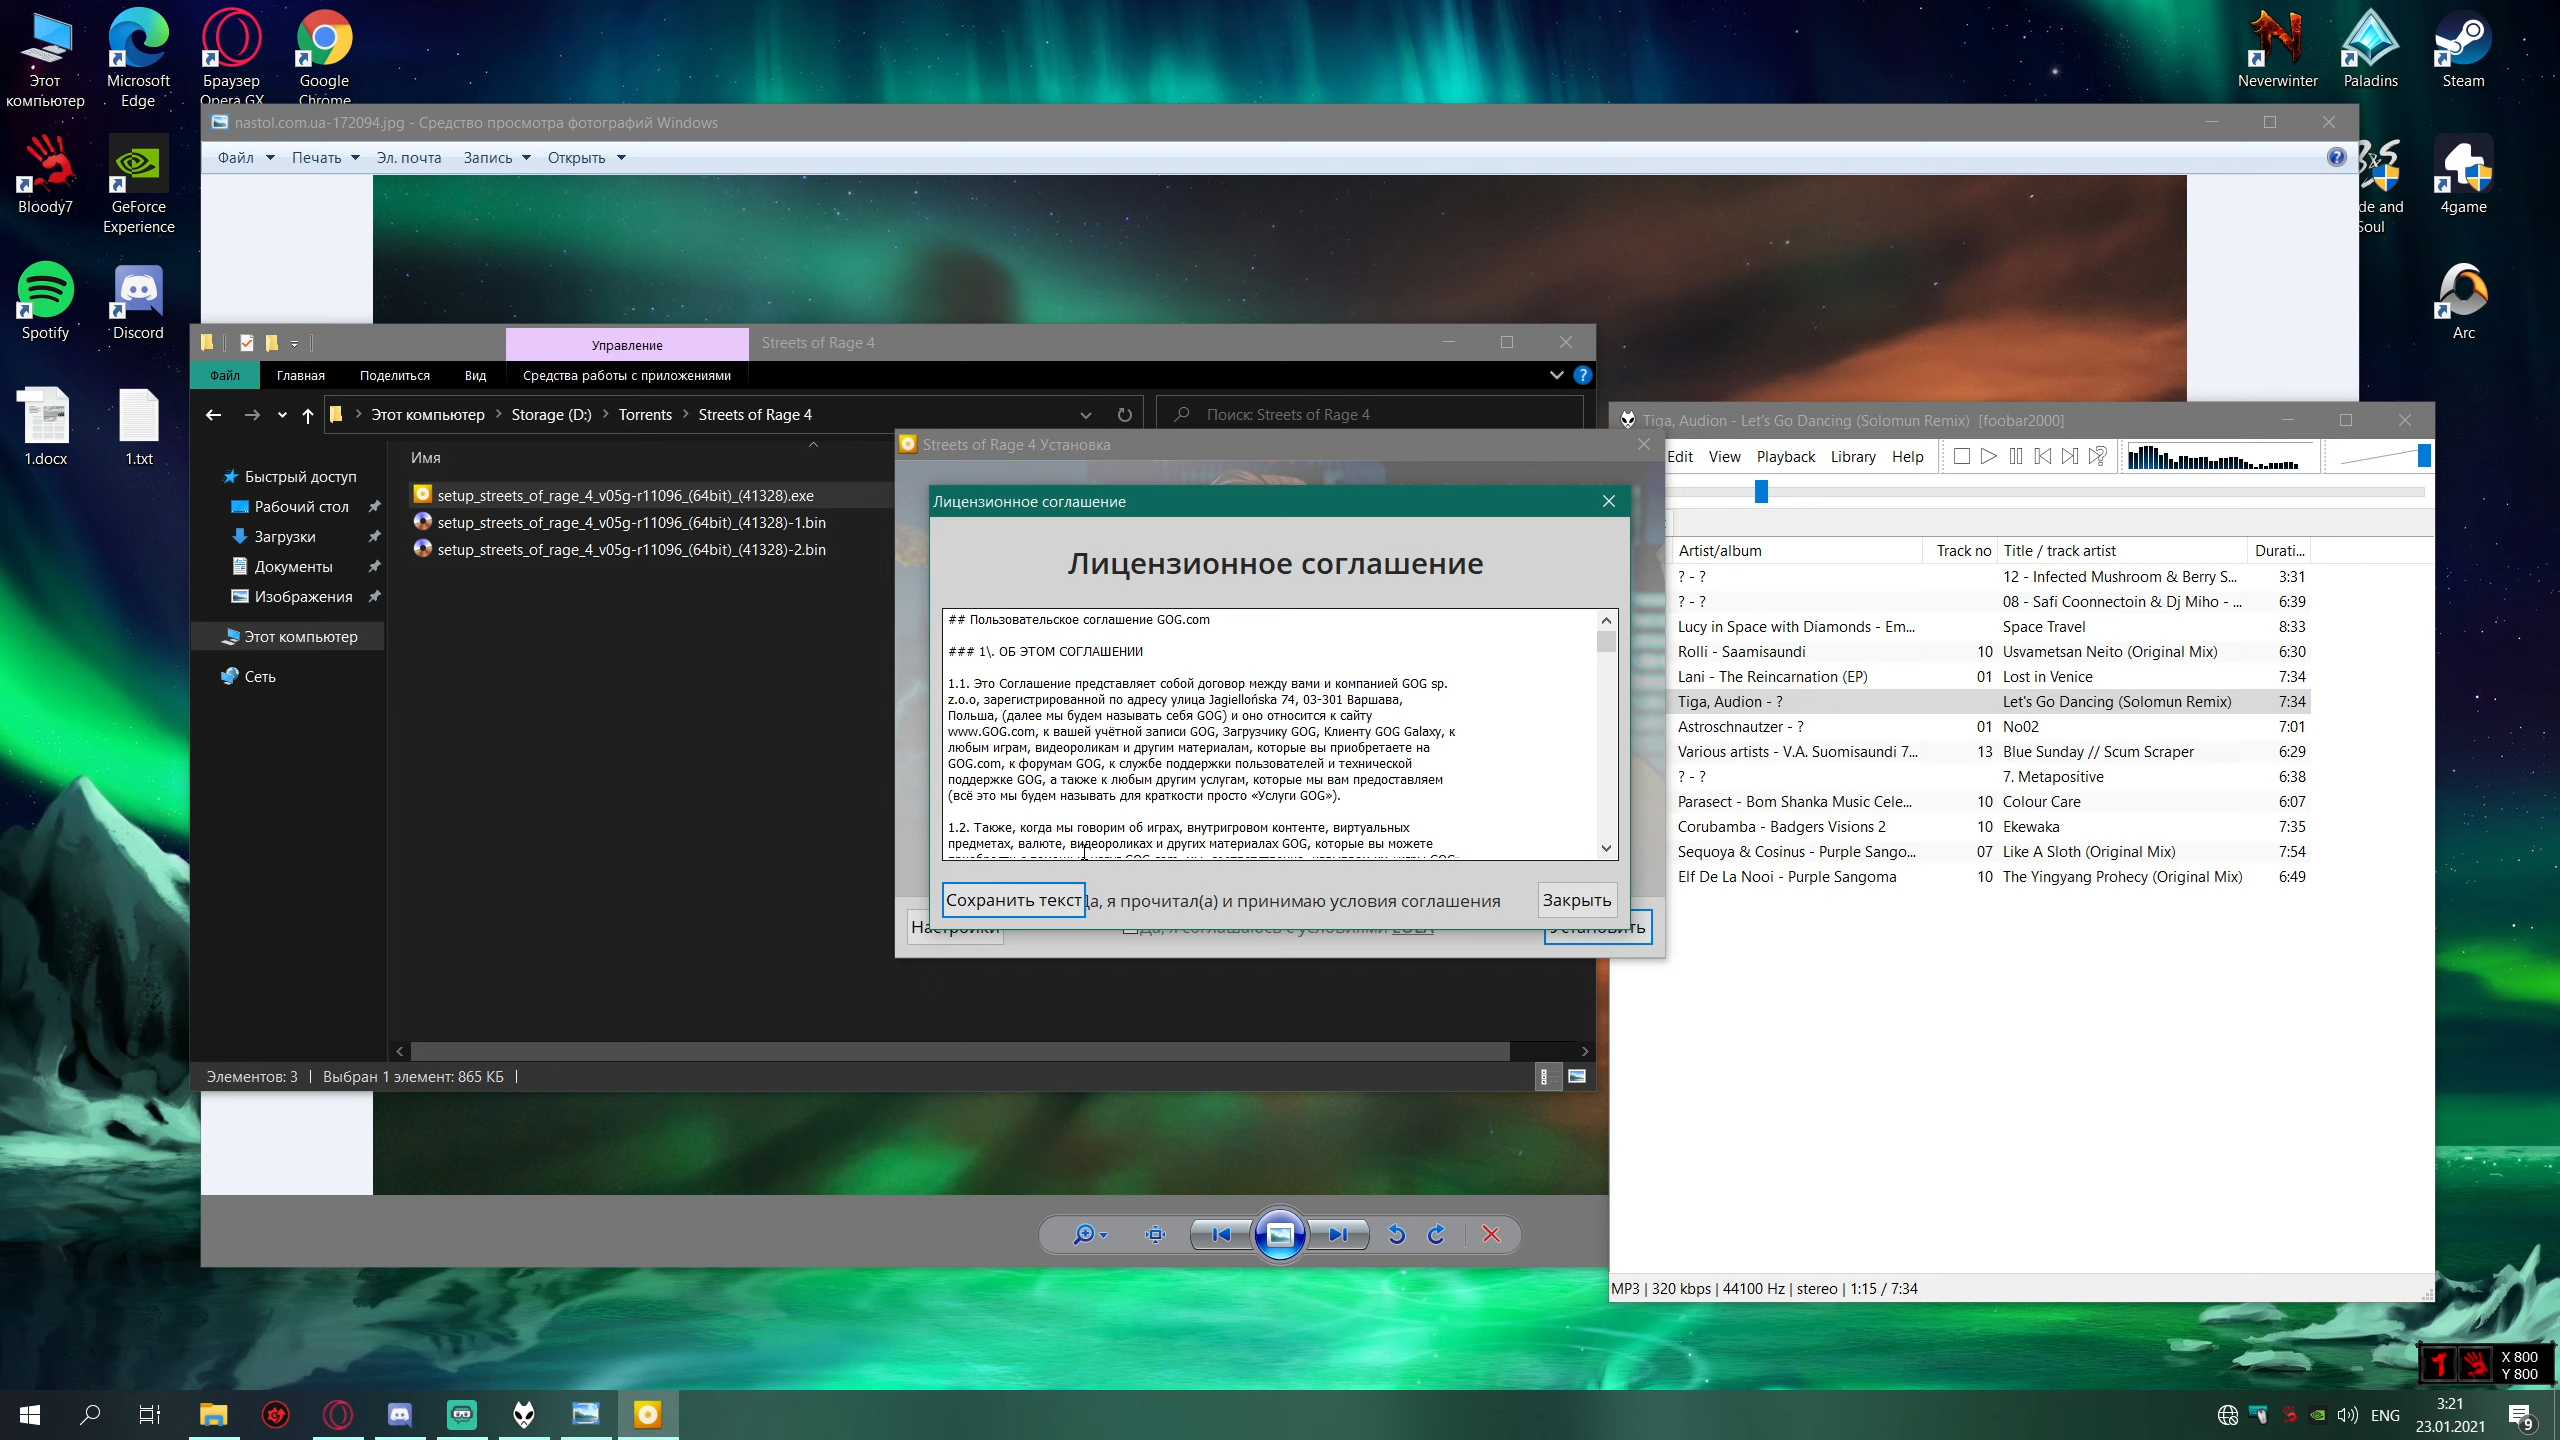 Этот компьютер
Microsoft Edge
Браузер Opera GX
Google Chrome
Neverwinter
Paladins
Steam
Bloody7
GeForce Experience
de and Soul
4game
Spotify
Discord
Arc
1.docx
1.txt
nastol.com.ua-172094.jpg - Средство просмотра фотографий Windows
Файл
Печать
Эл. почта
Запись
Открыть
Управление
Streets of Rage 4
Файл
Главная
Поделиться
Вид
Средства работы с приложениями
Этот компьютер
Storage (D:)
Torrents
Streets of Rage 4
Поиск: Streets of Rage 4
Имя
Быстрый доступ
Рабочий стол
Загрузки
Документы
Изображения
Этот компьютер
Сеть
setup_streets_of_rage_4_v05g-r11096_(64bit)_(41328).exe
setup_streets_of_rage_4_v05g-r11096_(64bit)_(41328)-1.bin
setup_streets_of_rage_4_v05g-r11096_(64bit)_(41328)-2.bin
Элементов: 3
Выбран 1 элемент: 865 КБ
Streets of Rage 4 Установка
Лицензионное соглашение
Лицензионное соглашение
## Пользовательское соглашение GOG.com
### 1\. ОБ ЭТОМ СОГЛАШЕНИИ
1.1. Это Соглашение представляет собой договор между вами и компанией GOG sp.
z.o.o, зарегистрированной по адресу улица Jagiellońska 74, 03-301 Варшава,
Польша, (далее мы будем называть себя GOG) и оно относится к сайту
www.GOG.com, к вашей учётной записи GOG, Загрузчику GOG, Клиенту GOG Galaxy, к
любым играм, видеороликам и другим материалам, которые вы приобретаете на
GOG.com, к форумам GOG, к службе поддержки пользователей и технической
поддержке GOG, а также к любым другим услугам, которые мы вам предоставляем
(всё это мы будем называть для краткости просто «Услуги GOG»).
1.2. Также, когда мы говорим об играх, внутригровом контенте, виртуальных
предметах, валюте, видеороликах и других материалах GOG, которые вы можете
Сохранить текст
Да, я прочитал(а) и принимаю условия соглашения
Закрыть
Настройки
Да, я соглашаюсь с условиями EULA
Установить
Tiga, Audion - Let's Go Dancing (Solomun Remix) [foobar2000]
Edit View Playback Library Help
Artist/album Track no Title / track artist Durati...
? - ? 12 - Infected Mushroom & Berry S... 3:31
? - ? 08 - Safi Coonnectoin & Dj Miho - ... 6:39
Lucy in Space with Diamonds - Em... Space Travel 8:33
Rolli - Saamisaundi 10 Usvametsan Neito (Original Mix) 6:30
Lani - The Reincarnation (EP) 01 Lost in Venice 7:34
Tiga, Audion - ? Let's Go Dancing (Solomun Remix) 7:34
Astroschnautzer - ? 01 No02 7:01
Various artists - V.A. Suomisaundi 7... 13 Blue Sunday // Scum Scraper 6:29
? - ? 7. Metapositive 6:38
Parasect - Bom Shanka Music Cele... 10 Colour Care 6:07
Corubamba - Badgers Visions 2 10 Ekewaka 7:35
Sequoya & Cosinus - Purple Sango... 07 Like A Sloth (Original Mix) 7:54
Elf De La Nooi - Purple Sangoma 10 The Yingyang Prohecy (Original Mix) 6:49
MP3 | 320 kbps | 44100 Hz | stereo | 1:15 / 7:34
X 800
Y 800
ENG
3:21
23.01.2021
9